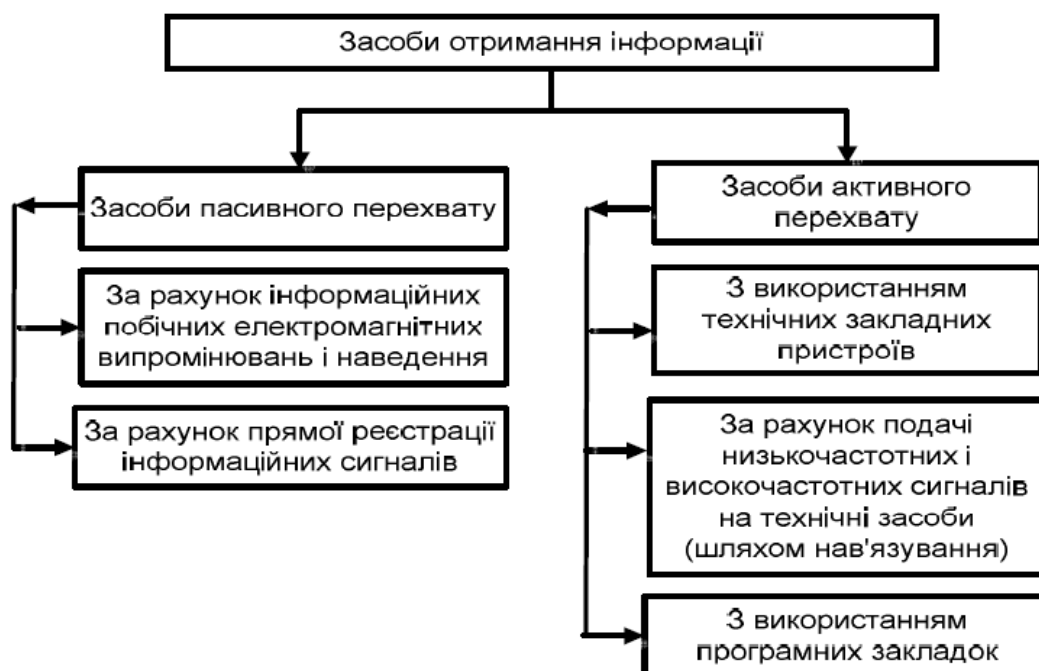 Засоби отримання інформації
Засоби пасивного перехвату
За рахунок інформаційних
побічних електромагнітних
випромінювань і наведення
За рахунок прямої реєстрації
інформаційних сигналів
Засоби активного
перехвату
З використанням
технічних закладних
пристроїв
За рахунок подачі
низькочастотних і
високочастотних сигналів
на технічні засоби
(шляхом нав'язування)
З використанням
програмних закладок